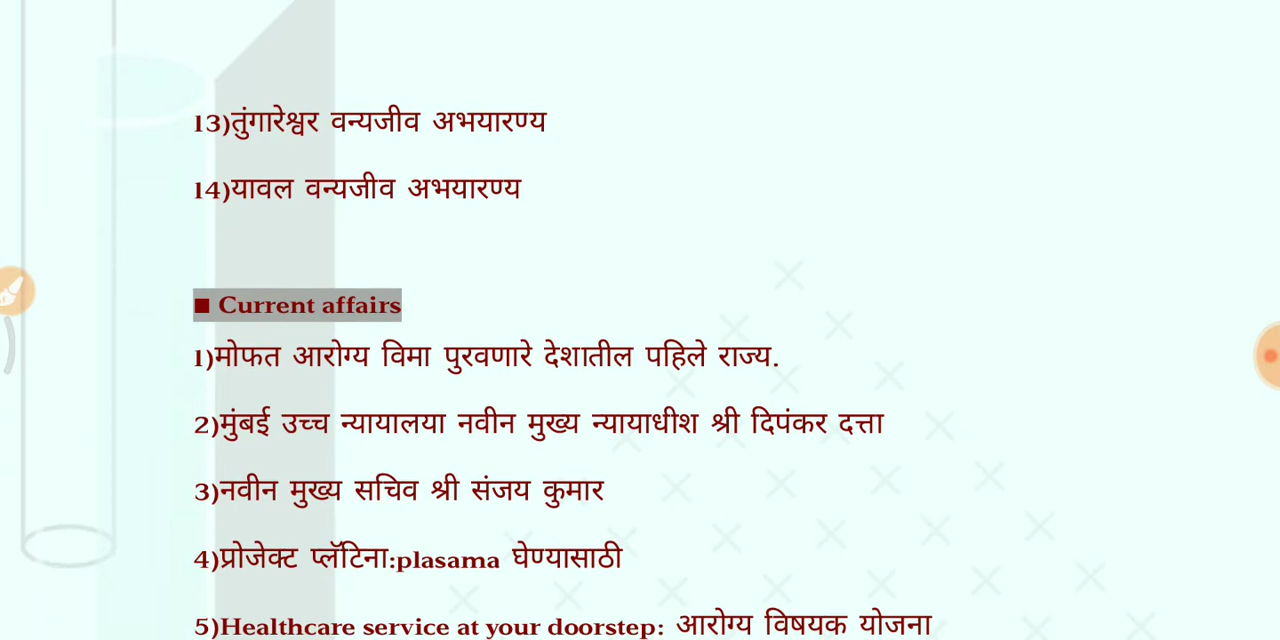 13)तुंगारेश्वर वन्यजीव अभयारण्य
14)यावल वन्यजीव अभयारण्य
■ Current affairs
1)मोफत आरोग्य विमा पुरवणारे देशातील पहिले राज्य.
2)मुंबई उच्च न्यायालया नवीन मुख्य न्यायाधीश श्री दिपंकर दत्ता
3)नवीन मुख्य सचिव श्री संजय कुमार
4)प्रोजेक्ट प्लॅटिना:plasama घेण्यासाठी
5)Healthcare service at your doorstep: आरोग्य विषयक योजना